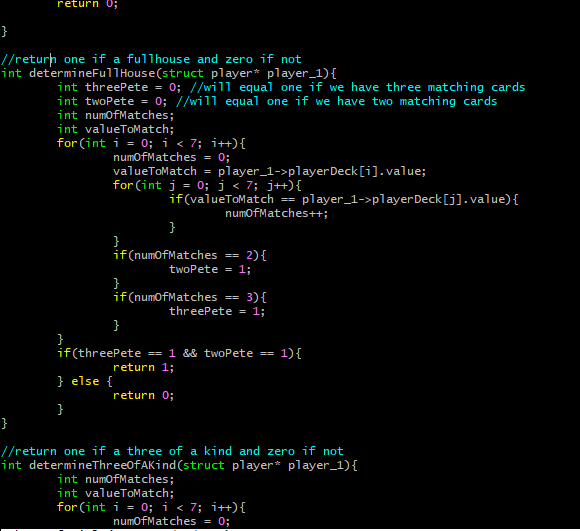 return 0;
}
//return one if a fullhouse and zero if not
int determineFullHouse(struct player* player_1){
int threePete = 0; //will equal one if we have three matching cards
int twoPete = 0; //will equal one if we have two matching cards
int numOfMatches;
int valueToMatch;
for(int i = 0; i < 7; i++){
numOfMatches = 0;
valueToMatch = player_1->playerDeck[i].value;
for(int j = 0; j < 7; j++){
if(valueToMatch == player_1->playerDeck[j].value){
numOfMatches++;
}
}
if(numOfMatches == 2){
twoPete = 1;
}
if(numOfMatches == 3){
threePete = 1;
}
}
if(threePete == 1 && twoPete == 1){
return 1;
} else {
return 0;
}
}
//return one if a three of a kind and zero if not
int determineThreeOfAKind(struct player* player_1){
int numOfMatches;
int valueToMatch;
for(int i = 0; i < 7; i++){
numOfMatches = 0;